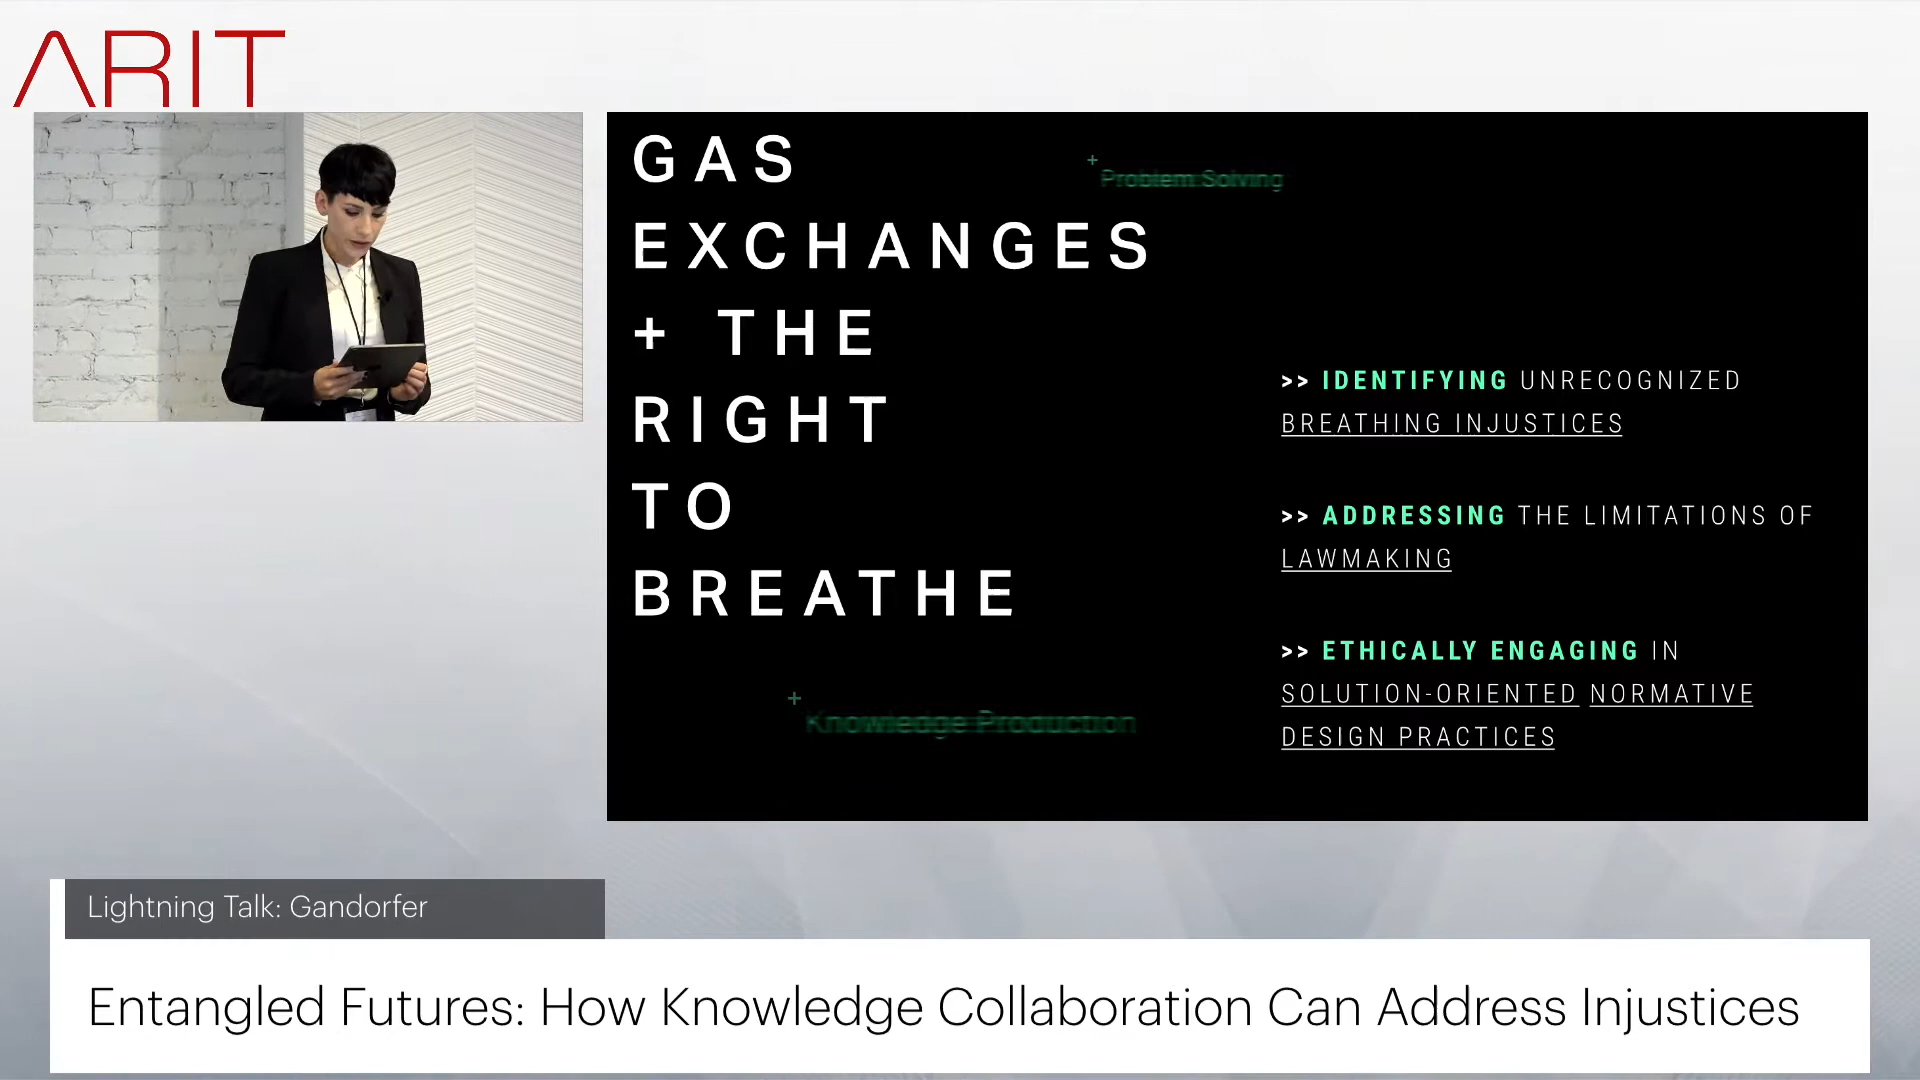 ARIT
GAS
EXCHANGES
+ THE
RIGHT
TO
BREATHE
+
Problem Solving
+
Knowledge Production
>> IDENTIFYING UNRECOGNIZED
BREATHING INJUSTICES
>> ADDRESSING THE LIMITATIONS OF
LAWMAKING
>> ETHICALLY ENGAGING IN
SOLUTION-ORIENTED NORMATIVE
DESIGN PRACTICES
Lightning Talk: Gandorfer
Entangled Futures: How Knowledge Collaboration Can Address Injustices